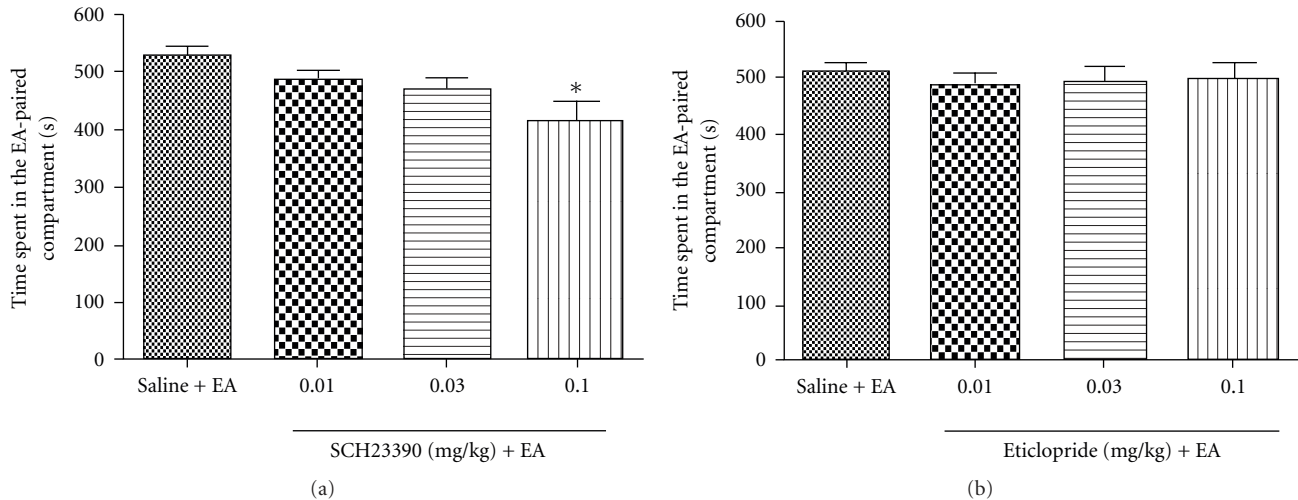 Time spent in the EA-paired
compartment (s)
600
500
400
300
200
100
0
*
Saline + EA
0.01
0.03
0.1
SCH23390 (mg/kg) + EA
(a)
Time spent in the EA-paired
compartment (s)
600
500
400
300
200
100
0
Saline + EA
0.01
0.03
0.1
Eticlopride (mg/kg) + EA
(b)